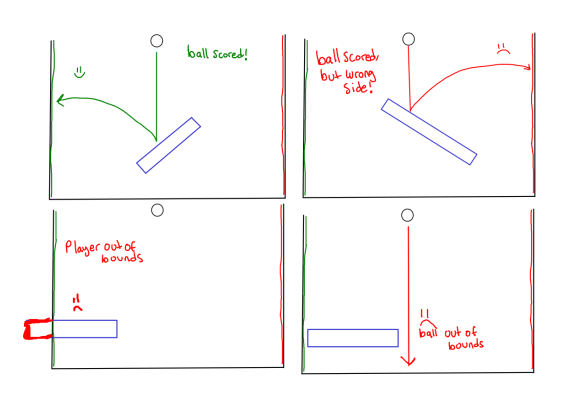 ball scored!
ball scored,
but wrong
side!
Player out of
bounds
ball out of
bounds